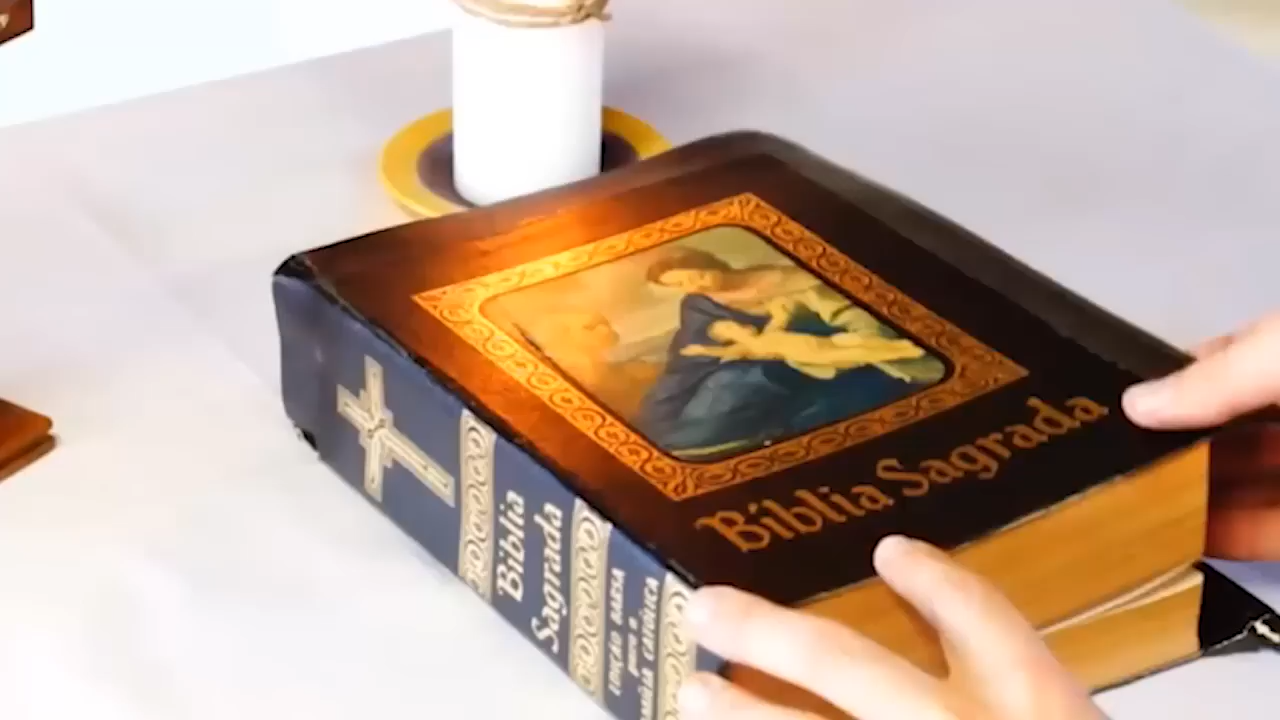 Bíblia Sagrada
Bíblia
Sagrada
EDIÇÃO BARSA
para a
FAMÍLIA CATÓLICA